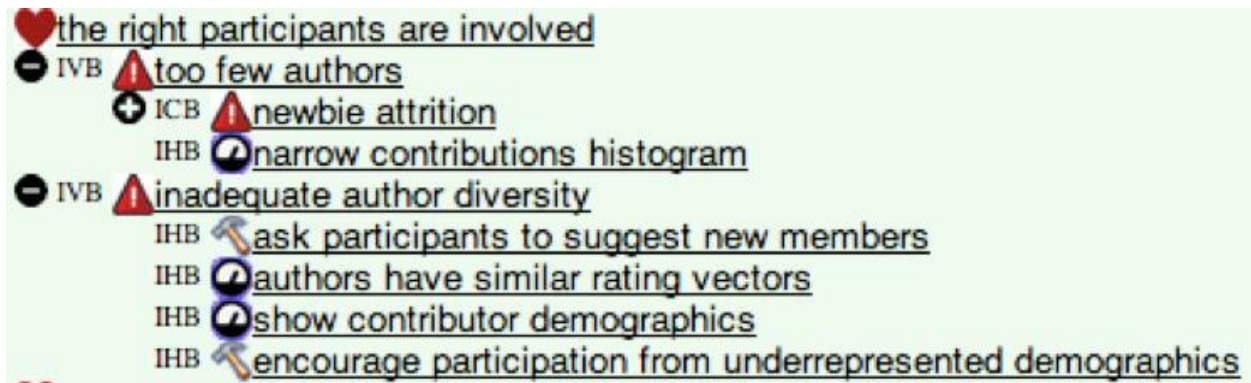 the right participants are involved
IVB too few authors
ICB newbie attrition
IHB narrow contributions histogram
IVB inadequate author diversity
IHB ask participants to suggest new members
IHB authors have similar rating vectors
IHB show contributor demographics
IHB encourage participation from underrepresented demographics